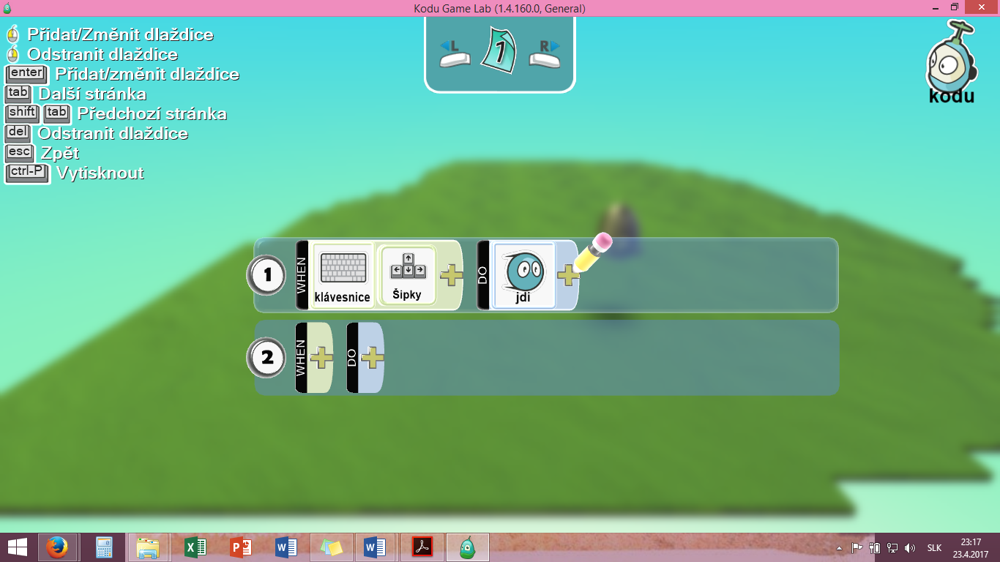 Kodu Game Lab (1.4.160.0, General)
Přidat/Změnit dlaždice
Odstranit dlaždice
enter Přidat/změnit dlaždice
tab Další stránka
shift tab Předchozí stránka
del Odstranit dlaždice
esc Zpět
ctrl-P Vytisknout
L 1 R
kodu
1 WHEN klávesnice Šipky DO jdi
2 WHEN DO
SLK
23:17
23.4.2017